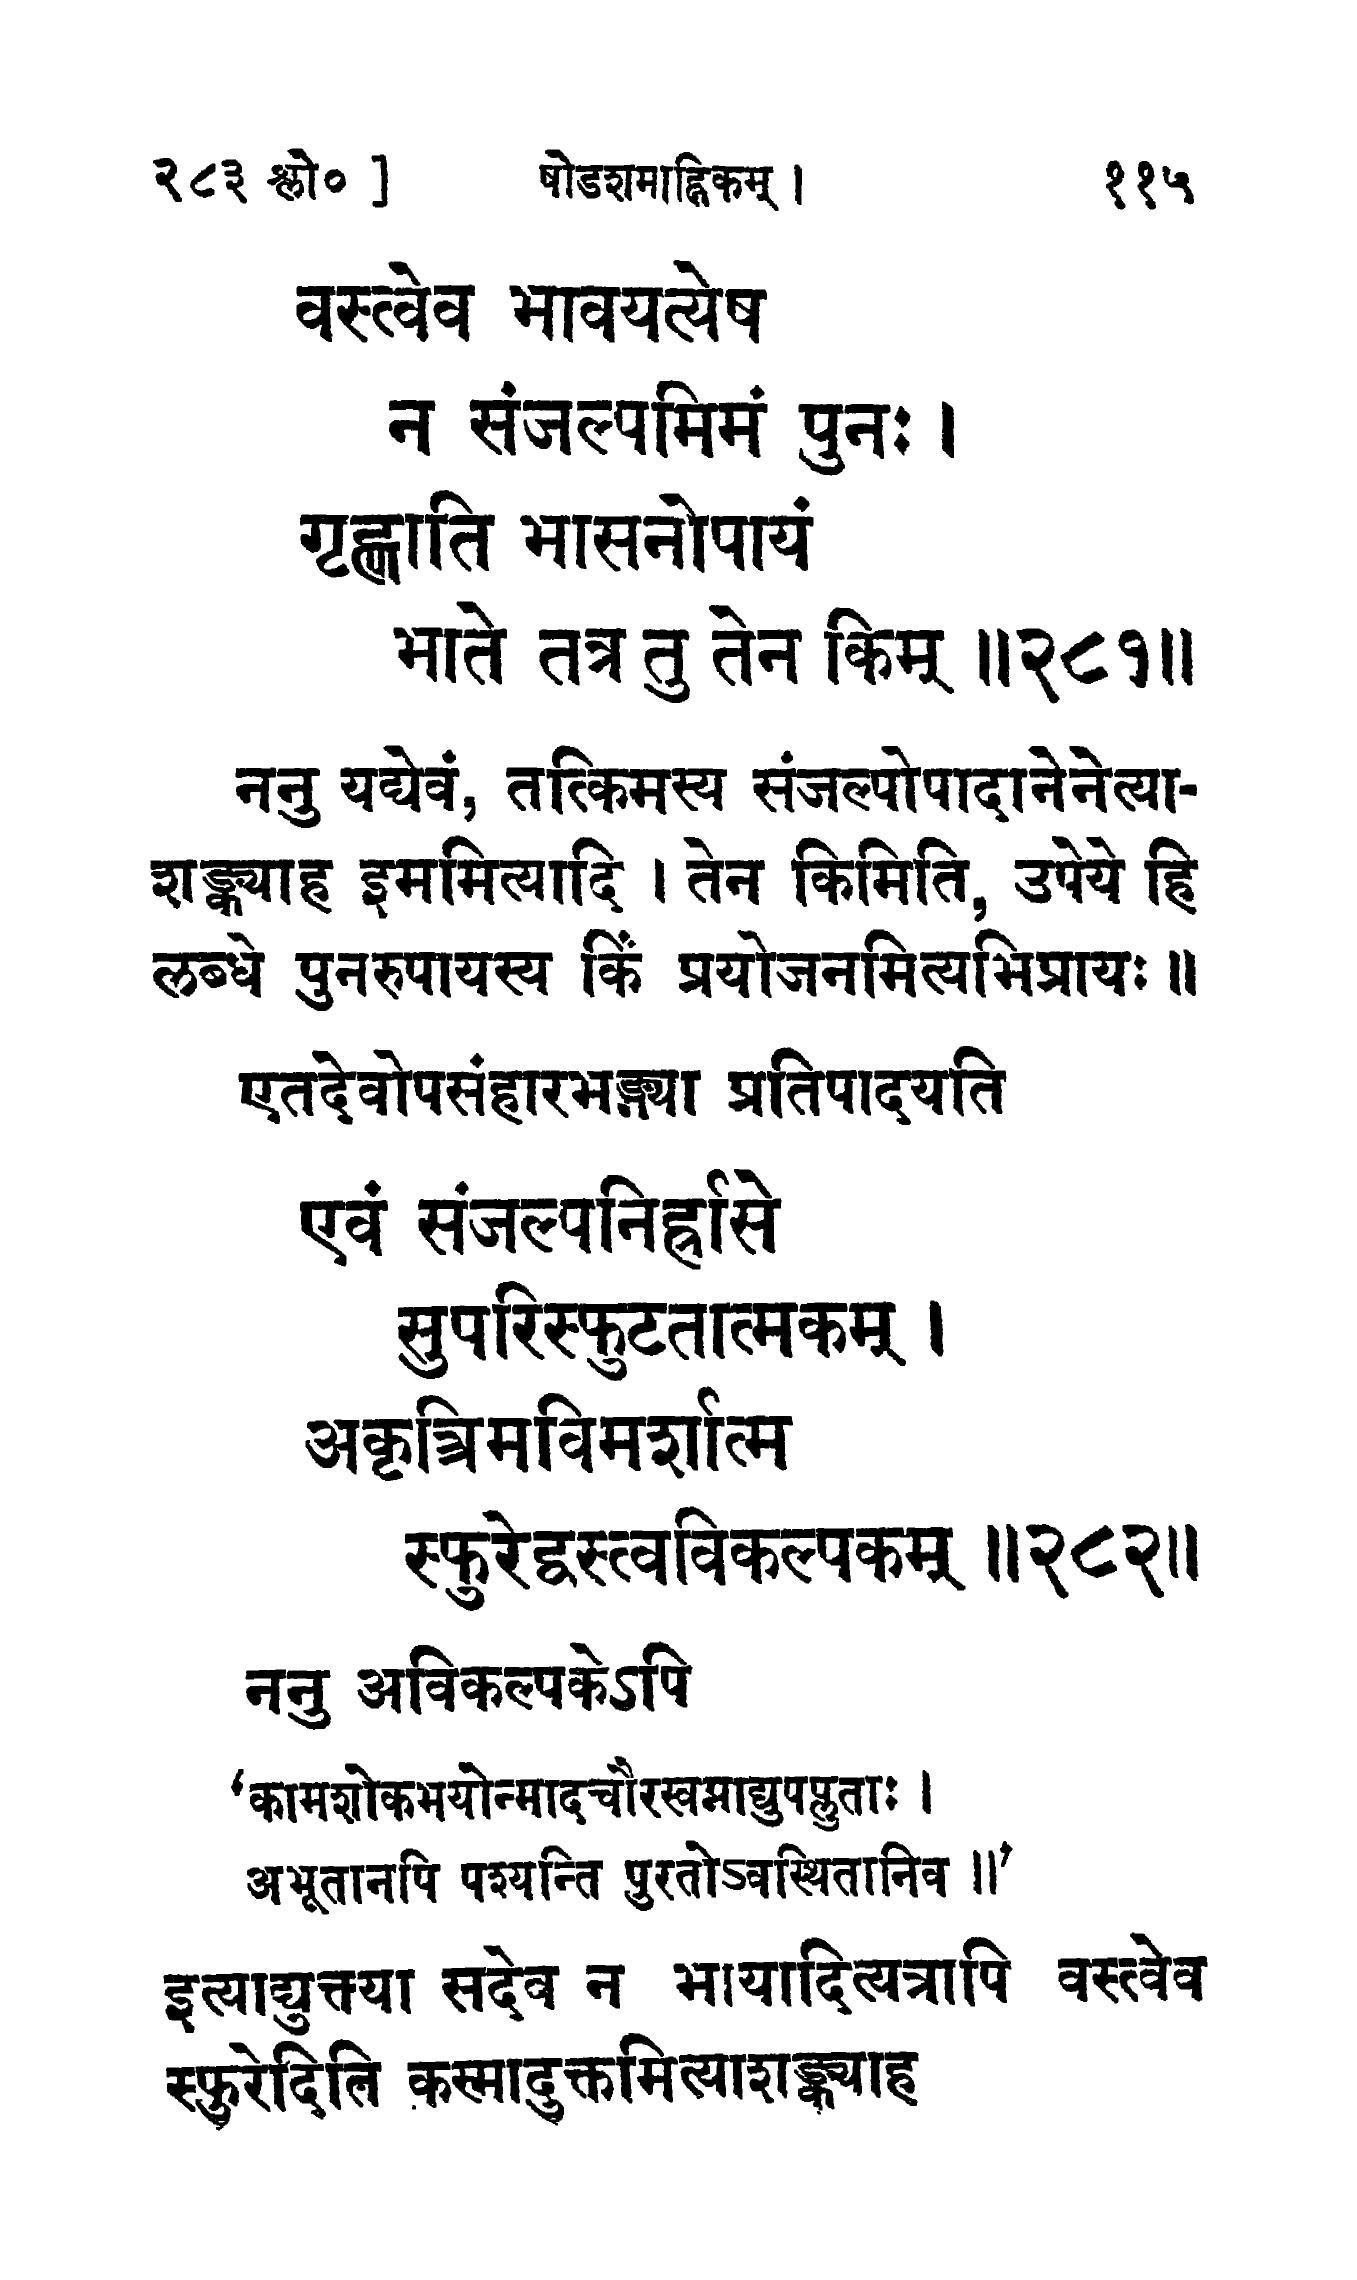 २८३ श्लो० ] षोडशमाह्निकम् । ११५
वस्त्वेव भावयत्येष
न संजल्पमिमं पुनः ।
गृह्णाति भासनोपायं
भाते तत्र तु तेन किम् ॥२८१॥
ननु यद्येवं, तत्किमस्य संजल्पोपादानेनेत्या-
शङ्क्याह इममित्यादि । तेन किमिति, उपेये हि
लब्धे पुनरुपायस्य किं प्रयोजनमित्यभिप्रायः ॥
एतदेवोपसंहारभङ्ग्या प्रतिपादयति
एवं संजल्पनिर्ह्रासे
सुपरिस्फुटतात्मकम् ।
अकृत्रिमविमर्शात्म
स्फुरेद्वस्त्वविकल्पकम् ॥२८२॥
ननु अविकल्पकेऽपि
‘कामशोकभयोन्मादचौरस्वप्नाद्युपप्लुताः ।
अभूतानपि पश्यन्ति पुरतोऽवस्थितानिव ॥’
इत्याद्युक्त्या सदेव न भायादित्यत्रापि वस्त्वेव
स्फुरेदिति कस्मादुक्तमित्याशङ्क्याह